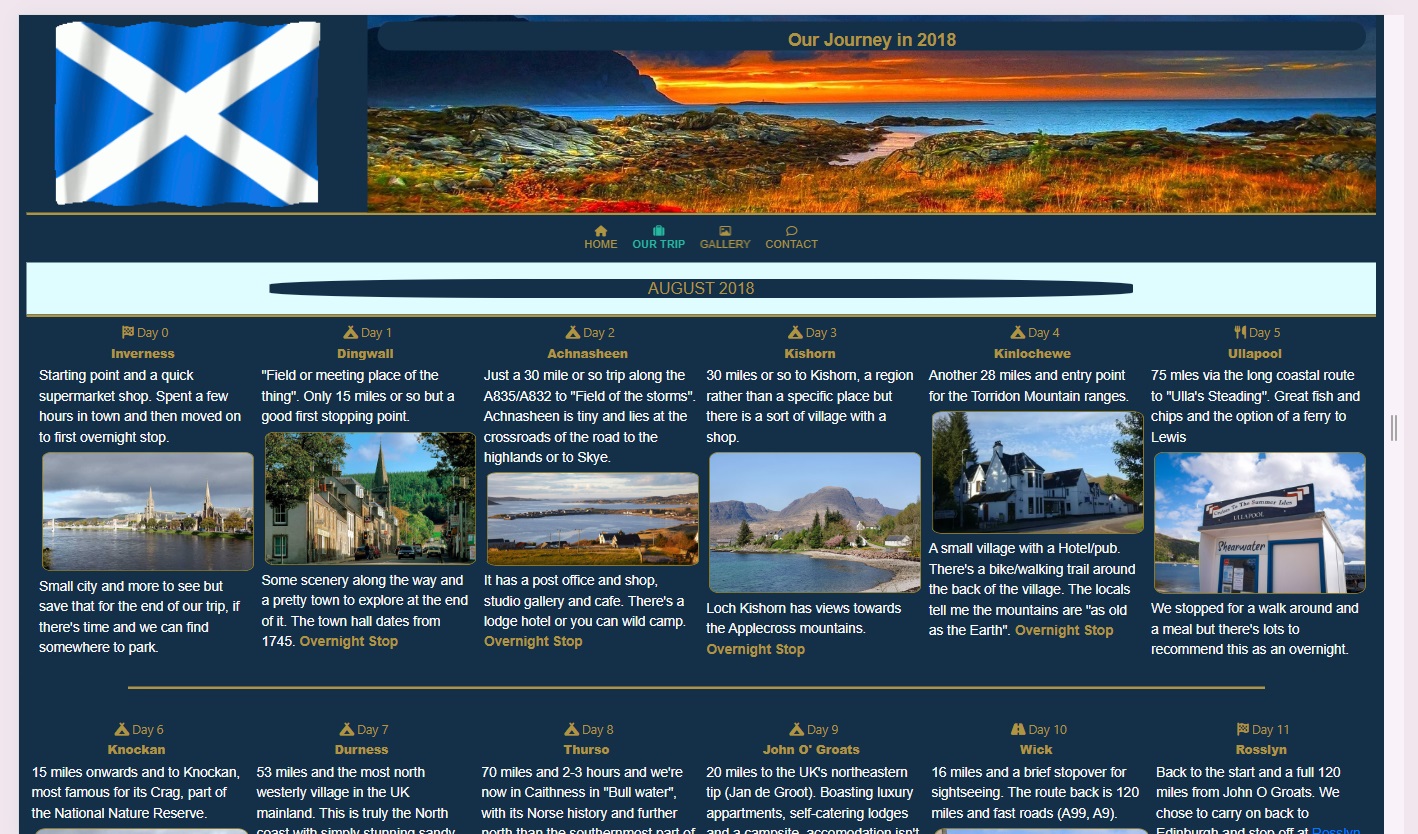 Our Journey in 2018
HOME
OUR TRIP
GALLERY
CONTACT
AUGUST 2018
Day 0
Inverness
Starting point and a quick
supermarket shop. Spent a few
hours in town and then moved on
to first overnight stop.
Small city and more to see but
save that for the end of our trip, if
there's time and we can find
somewhere to park.
Day 1
Dingwall
"Field or meeting place of the
thing". Only 15 miles or so but a
good first stopping point.
Some scenery along the way and
a pretty town to explore at the end
of it. The town hall dates from
1745. Overnight Stop
Day 2
Achnasheen
Just a 30 mile or so trip along the
A835/A832 to "Field of the storms".
Achnasheen is tiny and lies at the
crossroads of the road to the
highlands or to Skye.
It has a post office and shop,
studio gallery and cafe. There's a
lodge hotel or you can wild camp.
Overnight Stop
Day 3
Kishorn
30 miles or so to Kishorn, a region
rather than a specific place but
there is a sort of village with a
shop.
Loch Kishorn has views towards
the Applecross mountains.
Overnight Stop
Day 4
Kinlochewe
Another 28 miles and entry point
for the Torridon Mountain ranges.
A small village with a Hotel/pub.
There's a bike/walking trail around
the back of the village. The locals
tell me the mountains are "as old
as the Earth". Overnight Stop
Day 5
Ullapool
75 miles via the long coastal route
to "Ulla's Steading". Great fish and
chips and the option of a ferry to
Lewis
Cruises To The Summer Isles
ULLAPOOL
Shearwater
We stopped for a walk around and
a meal but there's lots to
recommend this as an overnight.
Day 6
Knockan
15 miles onwards and to Knockan,
most famous for its Crag, part of
the National Nature Reserve.
Day 7
Durness
53 miles and the most north
westerly village in the UK
mainland. This is truly the North
coast with simply stunning sandy
Day 8
Thurso
70 miles and 2-3 hours and we're
now in Caithness in "Bull water",
with its Norse history and further
north than the southernmost part of
Day 9
John O' Groats
20 miles to the UK's northeastern
tip (Jan de Groot). Boasting luxury
appartments, self-catering lodges
and a campsite, accomodation isn't
Day 10
Wick
16 miles and a brief stopover for
sightseeing. The route back is 120
miles and fast roads (A99, A9).
Day 11
Rosslyn
Back to the start and a full 120
miles from John O Groats. We
chose to carry on back to
Edinburgh and stop off at Rosslyn